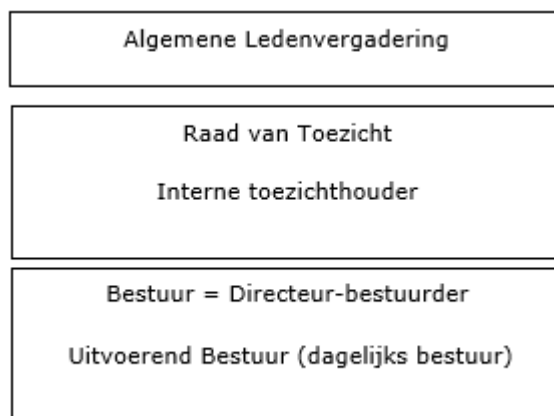 Algemene Ledenvergadering
Raad van Toezicht
Interne toezichthouder
Bestuur = Directeur-bestuurder
Uitvoerend Bestuur (dagelijks bestuur)